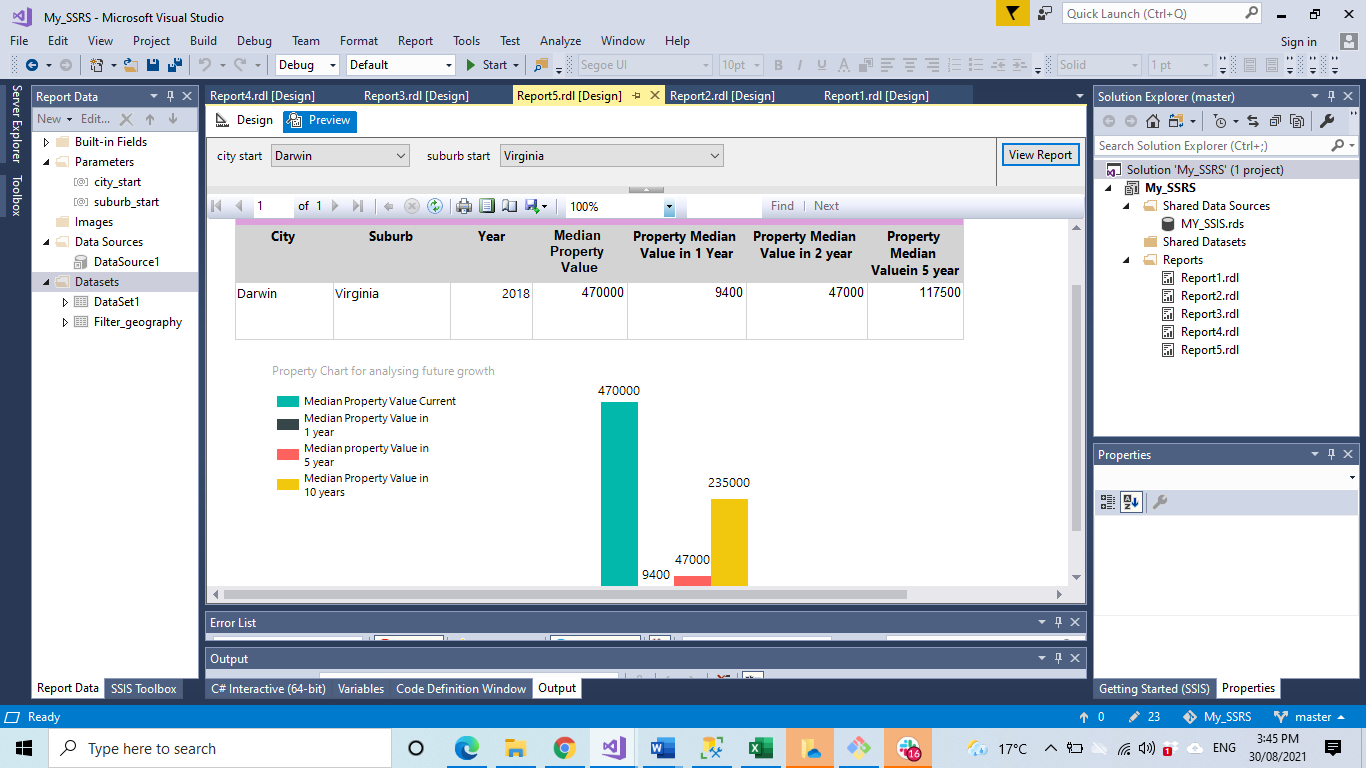 My_SSRS - Microsoft Visual Studio
Quick Launch (Ctrl+Q)
File Edit View Project Build Debug Team Format Report Tools Test Analyze Window Help
Sign in
Debug Default Start Segoe UI 10pt B I U A Solid 1 pt
Server Explorer
Toolbox
Report Data
New Edit...
Built-in Fields
Parameters
city_start
suburb_start
Images
Data Sources
DataSource1
Datasets
DataSet1
Filter_geography
Report Data SSIS Toolbox
Report4.rdl [Design] Report3.rdl [Design] Report5.rdl [Design] Report2.rdl [Design] Report1.rdl [Design]
Design Preview
city start Darwin suburb start Virginia View Report
1 of 1 100% Find | Next
City Suburb Year Median Property Value Property Median Value in 1 Year Property Median Value in 2 year Property Median Valuein 5 year
Darwin Virginia 2018 470000 9400 47000 117500
Property Chart for analysing future growth
Median Property Value Current
Median Property Value in
1 year
Median property Value in
5 year
Median Property Value in
10 years
470000
235000
47000
9400
Error List
Output
C# Interactive (64-bit) Variables Code Definition Window Output
Solution Explorer (master)
Search Solution Explorer (Ctrl+;)
Solution 'My_SSRS' (1 project)
My_SSRS
Shared Data Sources
MY_SSIS.rds
Shared Datasets
Reports
Report1.rdl
Report2.rdl
Report3.rdl
Report4.rdl
Report5.rdl
Properties
Getting Started (SSIS) Properties
Ready 0 23 My_SSRS master
Type here to search
16
17°C
1
ENG
3:45 PM
30/08/2021